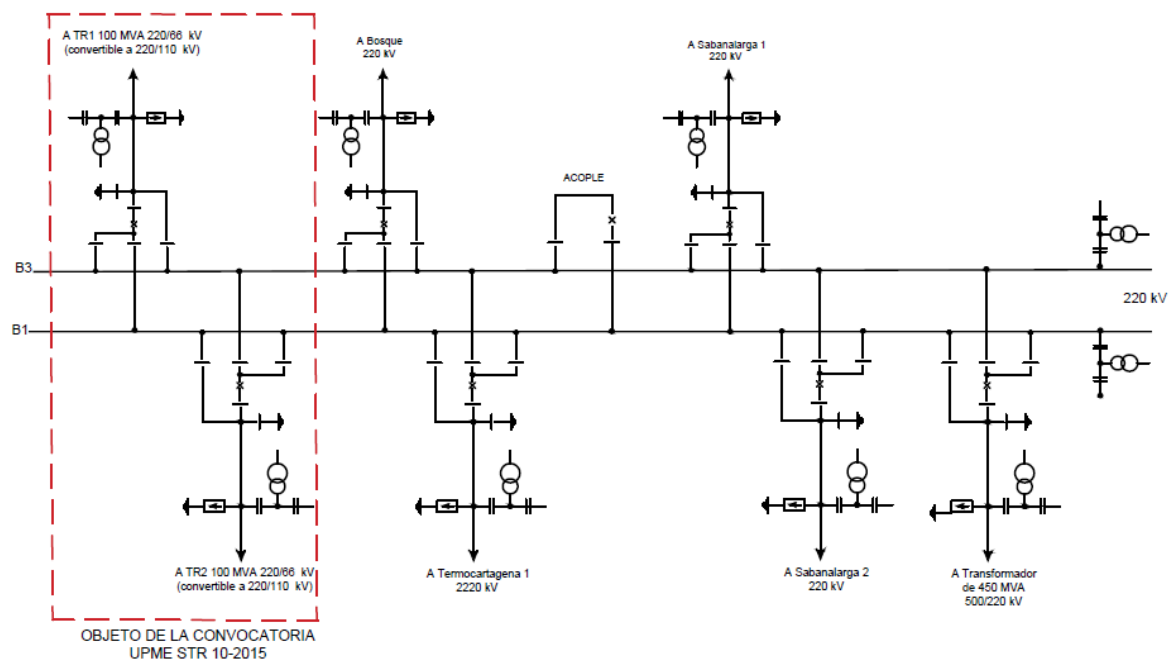 A TR1 100 MVA 220/66 kV
(convertible a 220/110 kV)
A Bosque
220 kV
A Sabanalarga 1
220 kV
ACOPLE
B3
220 kV
B1
A TR2 100 MVA 220/66 kV
(convertible a 220/110 kV)
A Termocartagena 1
2220 kV
A Sabanalarga 2
220 kV
A Transformador
de 450 MVA
500/220 kV
OBJETO DE LA CONVOCATORIA
UPME STR 10-2015